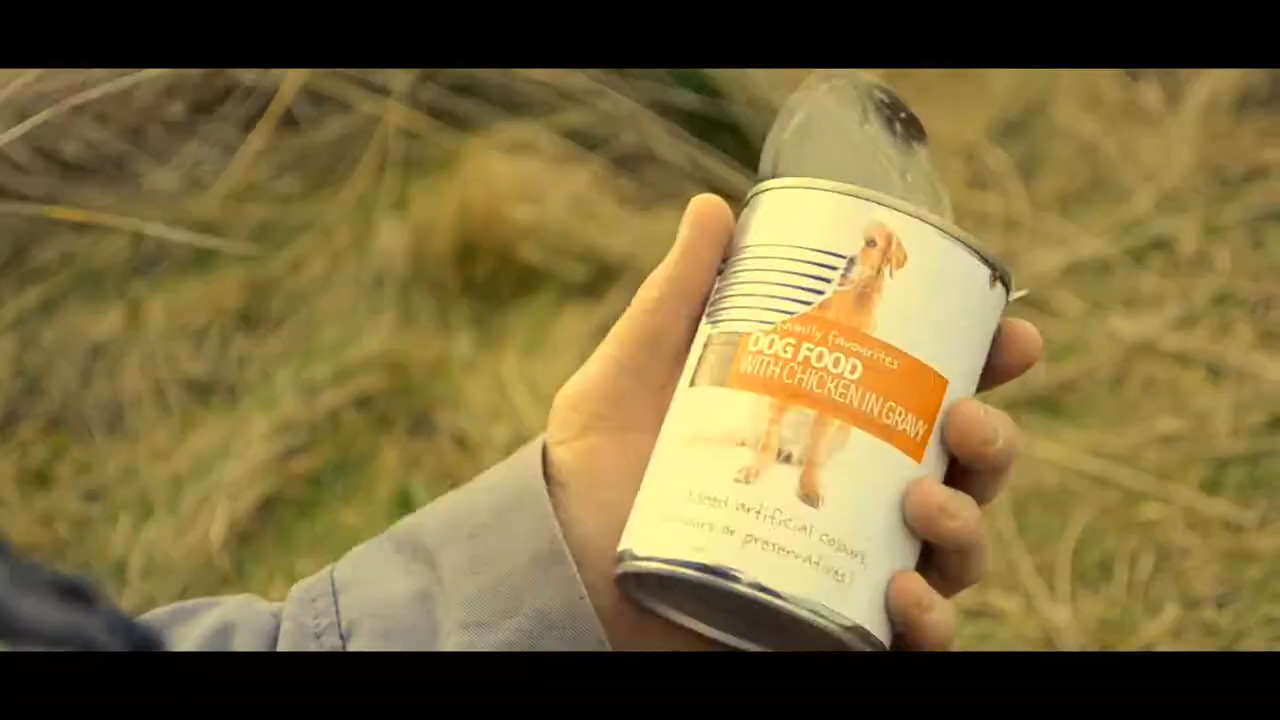 family favourites
DOG FOOD
WITH CHICKEN IN GRAVY
artificial colours,
or preservatives!